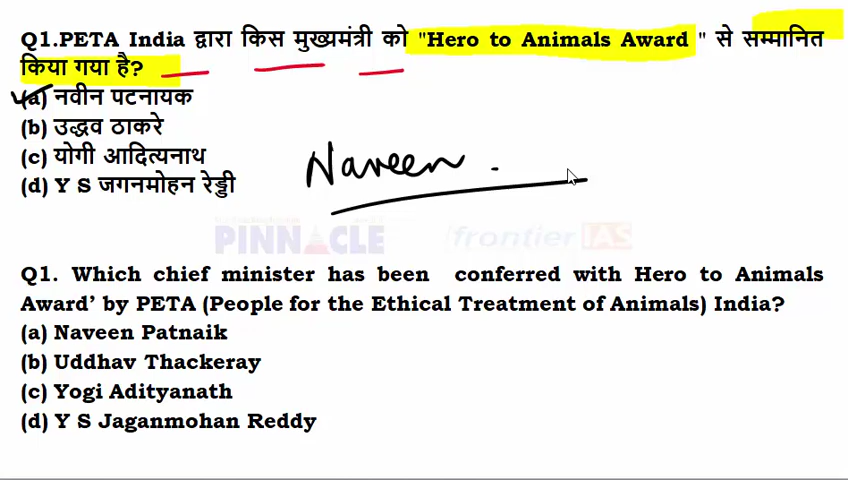 Q1.PETA India द्वारा किस मुख्यमंत्री को "Hero to Animals Award " से सम्मानित
किया गया है?
(a) नवीन पटनायक
(b) उद्धव ठाकरे
(c) योगी आदित्यनाथ
(d) Y S जगनमोहन रेड्डी
Naveen .
PINNACLE frontier IAS
Q1. Which chief minister has been conferred with Hero to Animals
Award’ by PETA (People for the Ethical Treatment of Animals) India?
(a) Naveen Patnaik
(b) Uddhav Thackeray
(c) Yogi Adityanath
(d) Y S Jaganmohan Reddy